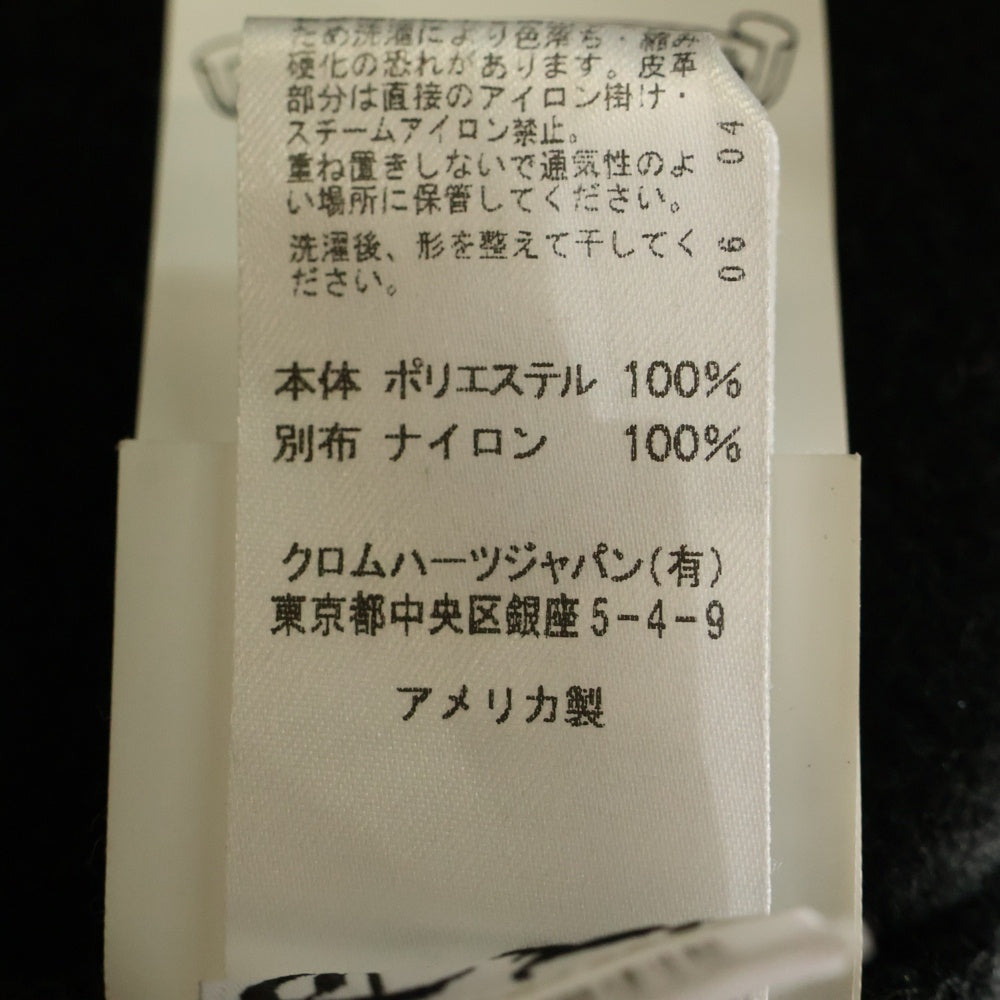 ため洗濯により色落ち・縮み
硬化の恐れがあります。皮革
部分は直接のアイロン掛け・
スチームアイロン禁止。
重ね置きしないで通気性のよ
い場所に保管してください。
洗濯後、形を整えて干してく
ださい。
04
06
本体 ポリエステル 100%
別布 ナイロン 100%
クロムハーツジャパン(有)
東京都中央区銀座5-4-9
アメリカ製